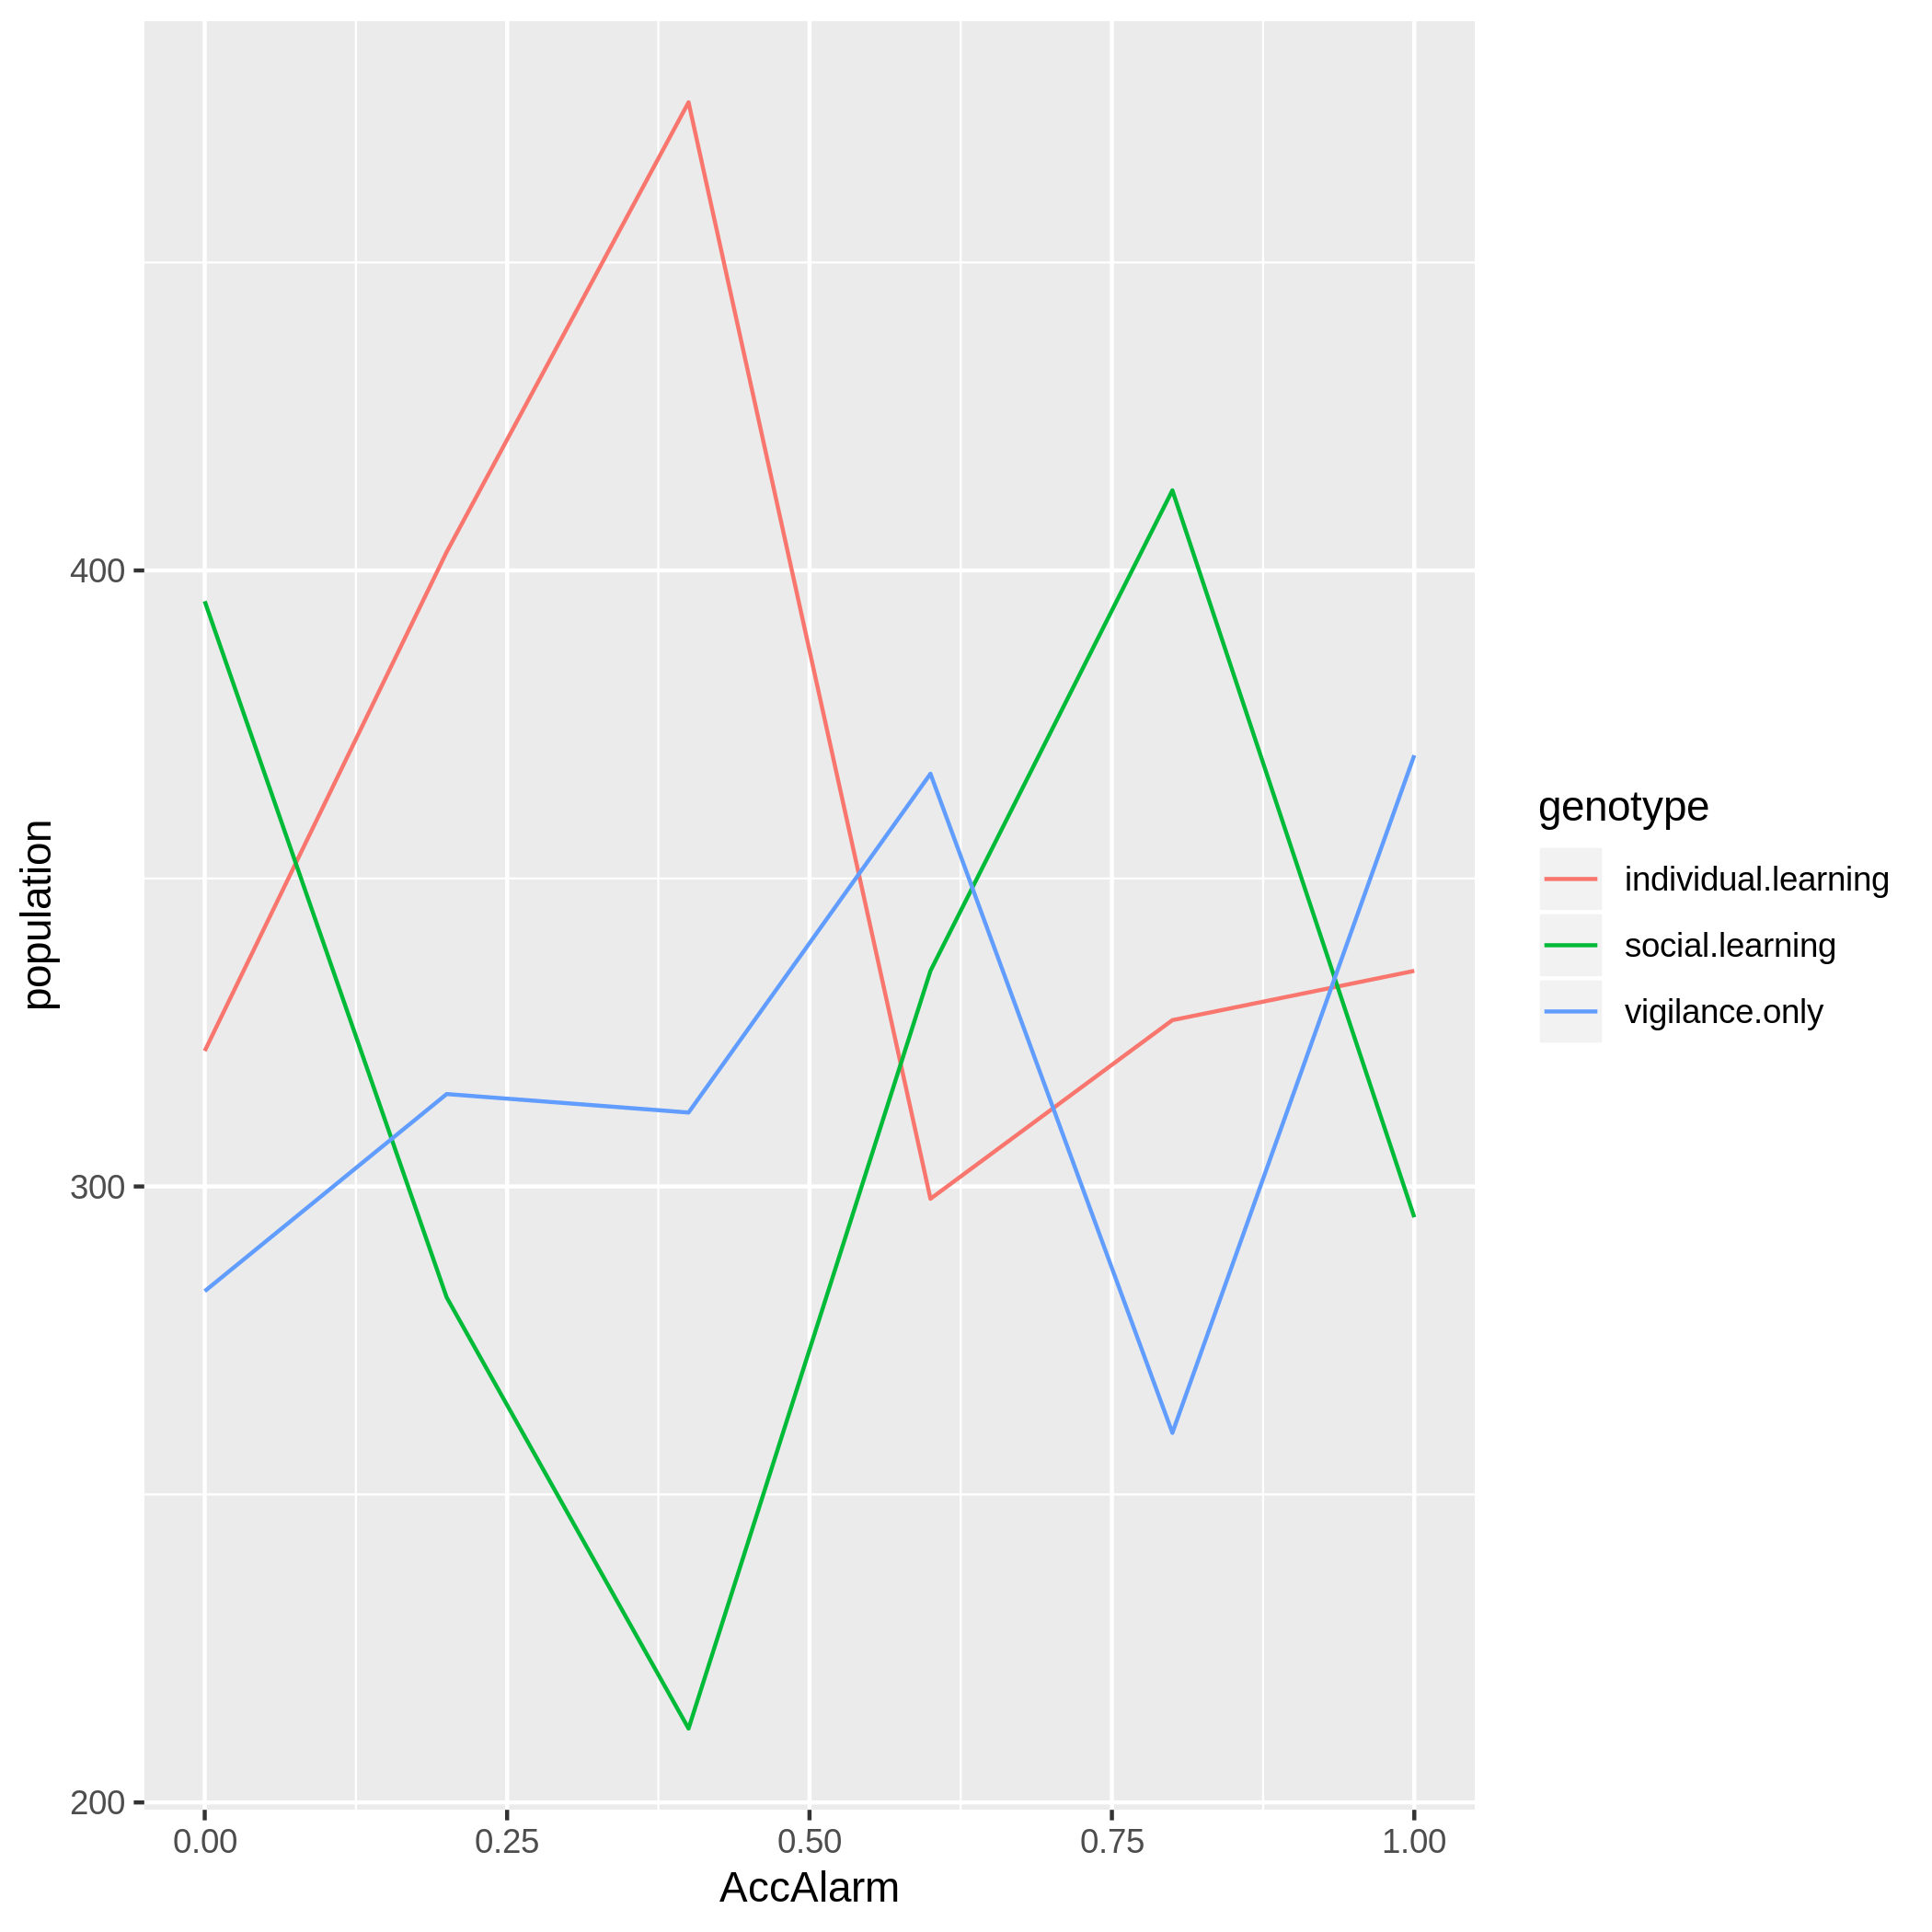 population
400
300
200
0.00 0.25 0.50 0.75 1.00
AccAlarm
genotype
individual.learning
social.learning
vigilance.only